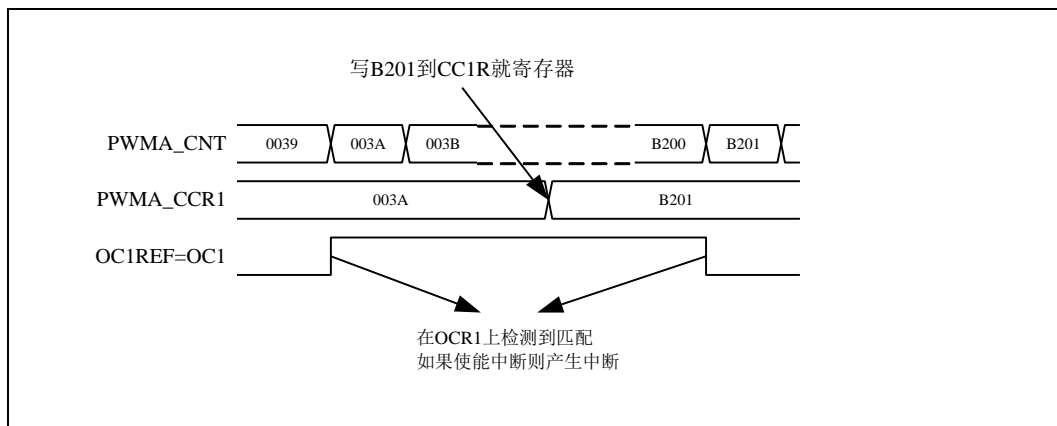 写B201到CC1R就寄存器
PWMA_CNT 0039 003A 003B B200 B201
PWMA_CCR1 003A B201
OC1REF=OC1
在OCR1上检测到匹配
如果使能中断则产生中断